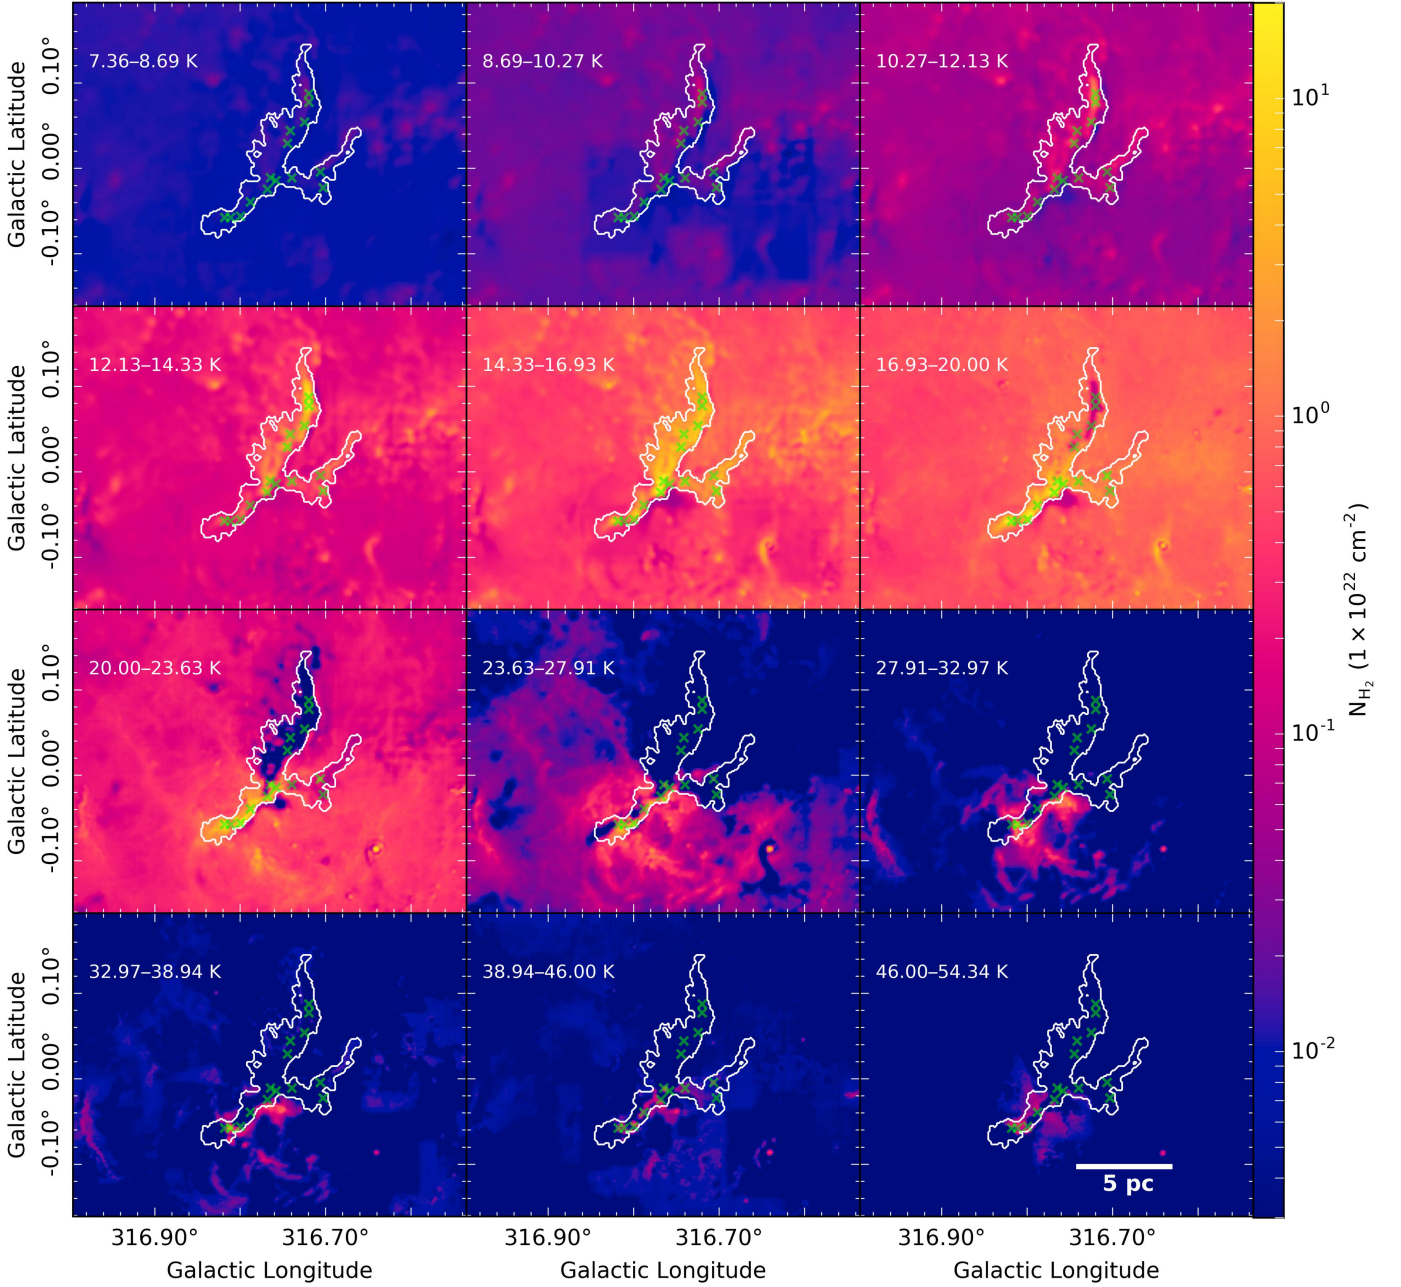 7.36–8.69 K
8.69–10.27 K
10.27–12.13 K
Galactic Latitude
0.10°
0.00°
-0.10°
12.13–14.33 K
14.33–16.93 K
16.93–20.00 K
Galactic Latitude
0.10°
0.00°
-0.10°
20.00–23.63 K
23.63–27.91 K
27.91–32.97 K
Galactic Latitude
0.10°
0.00°
-0.10°
32.97–38.94 K
38.94–46.00 K
46.00–54.34 K
Galactic Latitude
0.10°
0.00°
-0.10°
5 pc
316.90°
316.70°
316.90°
316.70°
316.90°
316.70°
Galactic Longitude
Galactic Longitude
Galactic Longitude
10¹
10⁰
10⁻¹
10⁻²
N_H₂ (1 × 10²² cm⁻²)